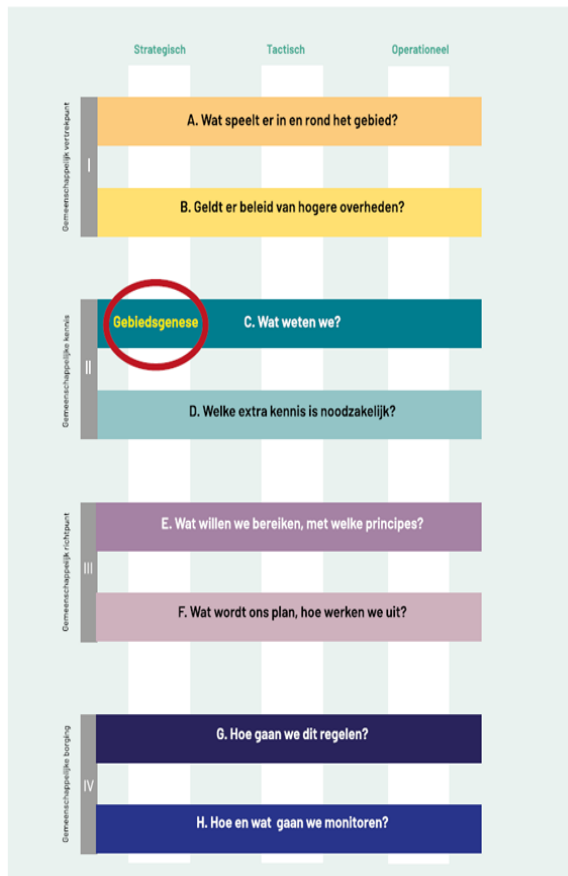 Strategisch
Tactisch
Operationeel
Gemeenschappelijk vertrekpunt
I
A. Wat speelt er in en rond het gebied?
B. Geldt er beleid van hogere overheden?
Gemeenschappelijke kennis
II
Gebiedsgenese
C. Wat weten we?
D. Welke extra kennis is noodzakelijk?
Gemeenschappelijk richtpunt
III
E. Wat willen we bereiken, met welke principes?
F. Wat wordt ons plan, hoe werken we uit?
Gemeenschappelijke borging
IV
G. Hoe gaan we dit regelen?
H. Hoe en wat gaan we monitoren?